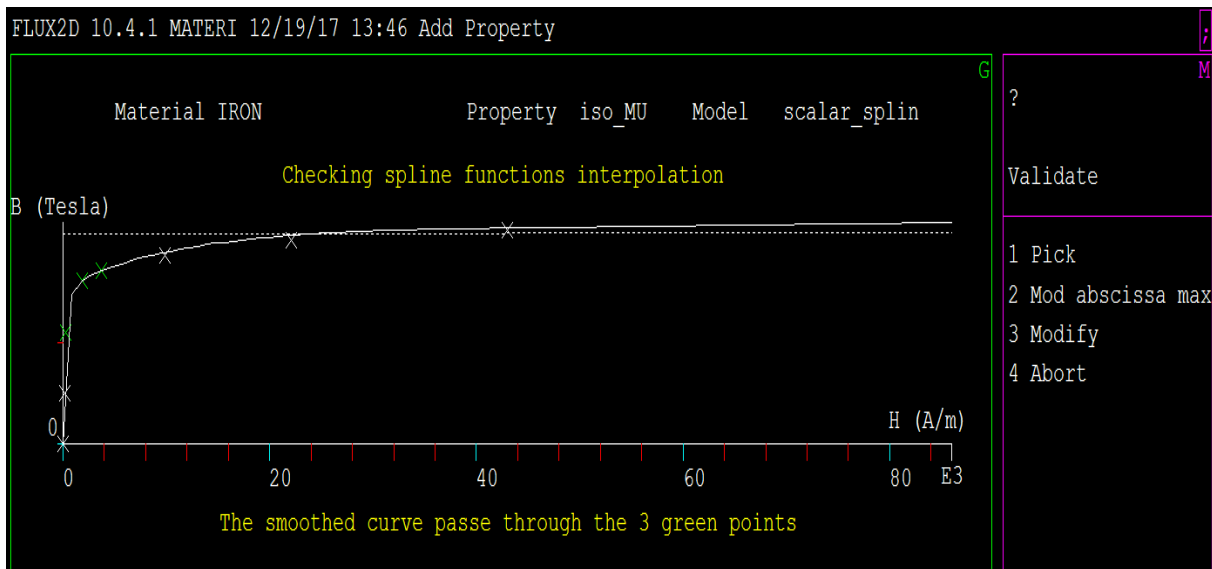 FLUX2D 10.4.1 MATERI 12/19/17 13:46 Add Property
;
G
M
Material IRON Property iso_MU Model scalar_splin
?
Checking spline functions interpolation
Validate
B (Tesla)
1 Pick
2 Mod abscissa max
3 Modify
4 Abort
0
H (A/m)
0 20 40 60 80 E3
The smoothed curve passe through the 3 green points